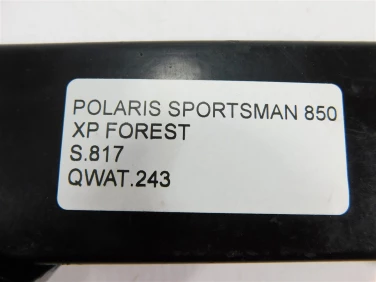 POLARIS SPORTSMAN 850
XP FOREST
S.817
QWAT.243